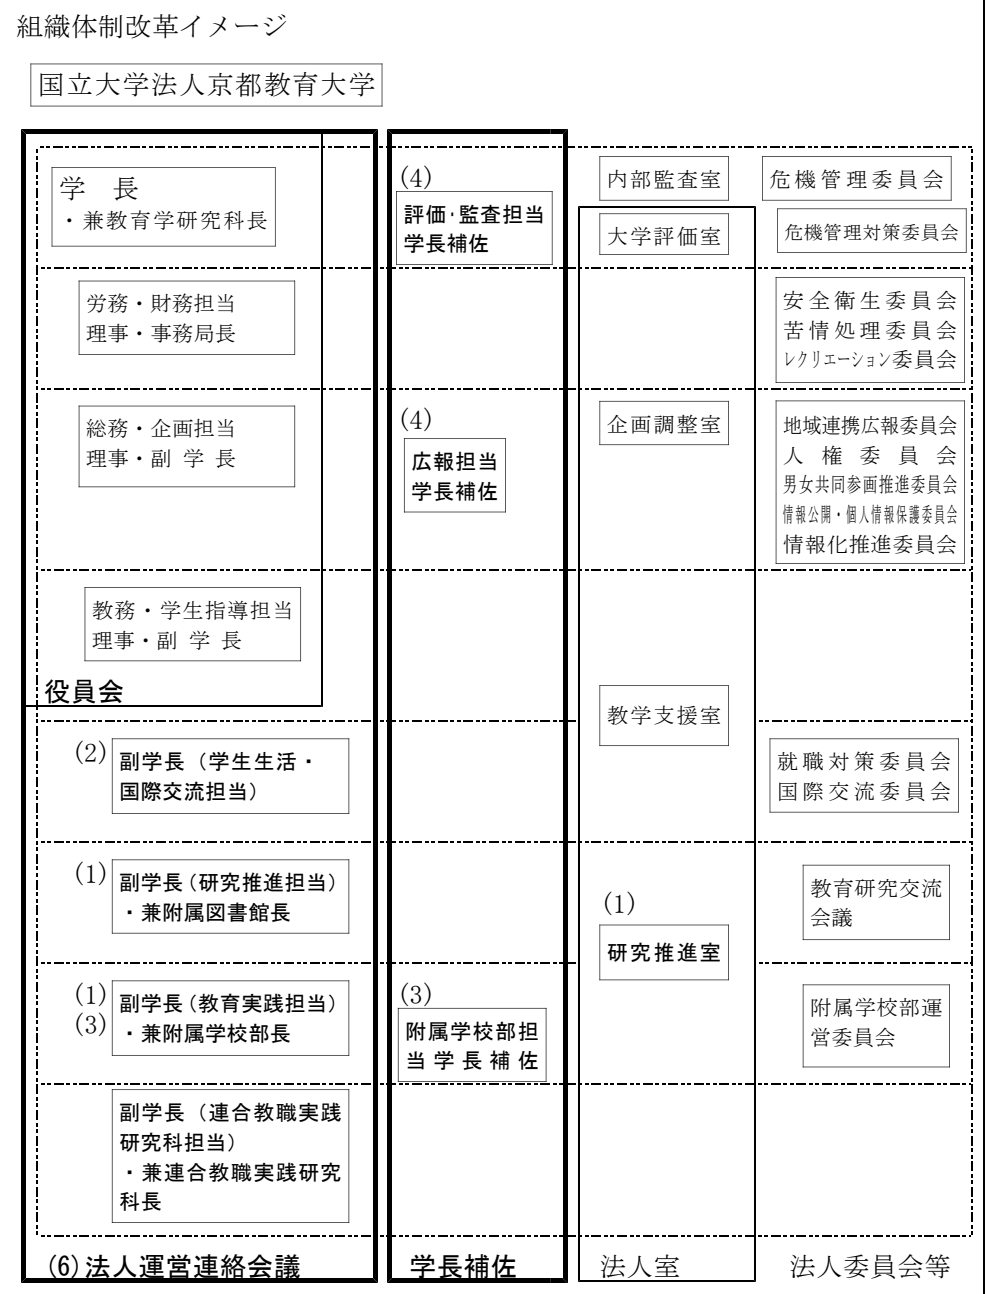 組織体制改革イメージ
国立大学法人京都教育大学
学　長
・兼教育学研究科長
(4)
評価・監査担当
学長補佐
内部監査室
大学評価室
危機管理委員会
危機管理対策委員会
労務・財務担当
理事・事務局長
安全衛生委員会
苦情処理委員会
レクリエーション委員会
総務・企画担当
理事・副 学 長
(4)
広報担当
学長補佐
企画調整室
地域連携広報委員会
人 権 委 員 会
男女共同参画推進委員会
情報公開・個人情報保護委員会
情報化推進委員会
教務・学生指導担当
理事・副 学 長
役員会
教学支援室
(2)
副学長（学生生活・
国際交流担当）
就職対策委員会
国際交流委員会
(1)
副学長（研究推進担当）
・兼附属図書館長
(1)
研究推進室
教育研究交流
会議
(1)
(3)
副学長（教育実践担当）
・兼附属学校部長
(3)
附属学校部担
当 学 長 補 佐
附属学校部運
営委員会
副学長（連合教職実践
研究科担当）
・兼連合教職実践研究
科長
(6)法人運営連絡会議
学長補佐
法人室
法人委員会等